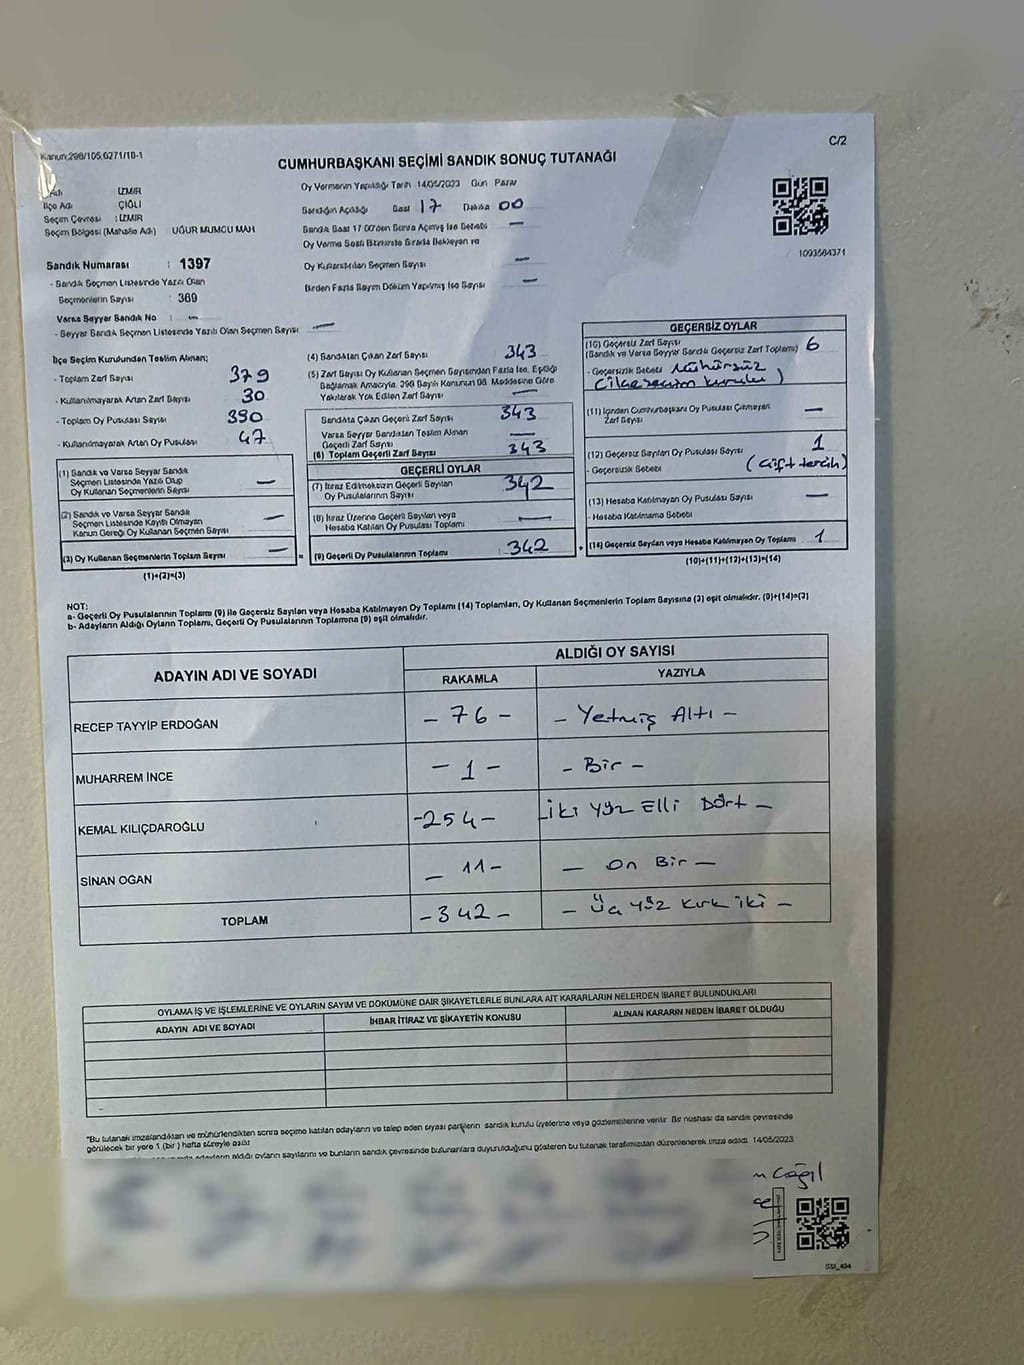 Kanun:298/105,6271/18-1
C/2
CUMHURBAŞKANI SEÇİMİ SANDIK SONUÇ TUTANAĞI
İZMİR
İlçe Adı : ÇİĞLİ
Seçim Çevresi : İZMİR
Seçim Bölgesi (Mahalle Adı) UĞUR MUMCU MAH
Sandık Numarası : 1397
- Sandık Seçmen Listesinde Yazılı Olan
Seçmenlerin Sayısı : 369
Varsa Seyyar Sandık No : —
- Seyyar Sandık Seçmen Listesinde Yazılı Olan Seçmen Sayısı —
Oy Vermenin Yapıldığı Tarih 14/05/2023 Gün Pazar
Sandığın Açıldığı Saat 17 Dakika 00
Sandık Saat 17 00'den Sonra Açılmış İse Sebebi —
Oy Verme Saati Bitiminde Sırada Bekleyen ve
Oy Kullandırılan Seçmen Sayısı —
Birden Fazla Sayım Döküm Yapılmış İse Sayısı —
1093564371
İlçe Seçim Kurulundan Teslim Alınan;
- Toplam Zarf Sayısı 379
- Kullanılmayarak Artan Zarf Sayısı 30
- Toplam Oy Pusulası Sayısı 390
- Kullanılmayarak Artan Oy Pusulası 47
(1) Sandık ve Varsa Seyyar Sandık
Seçmen Listesinde Yazılı Olup
Oy Kullanan Seçmenlerin Sayısı —
(2) Sandık ve Varsa Seyyar Sandık
Seçmen Listesinde Kayıtlı Olmayan
Kanun Gereği Oy Kullanan Seçmen Sayısı —
(3) Oy Kullanan Seçmenlerin Toplam Sayısı —
(1)+(2)=(3)
(4) Sandıktan Çıkan Zarf Sayısı 343
(5) Zarf Sayısı Oy Kullanan Seçmen Sayısından Fazla İse, Eşitliği
Sağlamak Amacıyla, 298 Sayılı Kanunun 98. Maddesine Göre
Yakılarak Yok Edilen Zarf Sayısı —
Sandıkta Çıkan Geçerli Zarf Sayısı 343
Varsa Seyyar Sandıktan Teslim Alınan
Geçerli Zarf Sayısı —
(6) Toplam Geçerli Zarf Sayısı 343
GEÇERLİ OYLAR
(7) İtiraz Edilmeksizin Geçerli Sayılan
Oy Pusulalarının Sayısı 342
(8) İtiraz Üzerine Geçerli Sayılan veya
Hesaba Katılan Oy Pusulası Toplamı —
(9) Geçerli Oy Pusulalarının Toplamı 342
GEÇERSİZ OYLAR
(10) Geçersiz Zarf Sayısı
(Sandık ve Varsa Seyyar Sandık Geçersiz Zarf Toplamı) 6
- Geçersizlik Sebebi Mühürsüz
(ilçe seçim kurulu)
(11) İçinden Cumhurbaşkanı Oy Pusulası Çıkmayan
Zarf Sayısı —
(12) Geçersiz Sayılan Oy Pusulası Sayısı 1
- Geçersizlik Sebebi (Çift tercih)
(13) Hesaba Katılmayan Oy Pusulası Sayısı —
- Hesaba Katılmama Sebebi
(14) Geçersiz Sayılan veya Hesaba Katılmayan Oy Toplamı 1
(10)+(11)+(12)+(13)=(14)
NOT:
a- Geçerli Oy Pusulalarının Toplamı (9) ile Geçersiz Sayılan veya Hesaba Katılmayan Oy Toplamı (14) Toplamları, Oy Kullanan Seçmenlerin Toplam Sayısına (3) eşit olmalıdır. (9)+(14)=(3)
b- Adayların Aldığı Oyların Toplamı, Geçerli Oy Pusulalarının Toplamına (9) eşit olmalıdır.
ADAYIN ADI VE SOYADI
ALDIĞI OY SAYISI
RAKAMLA YAZIYLA
RECEP TAYYİP ERDOĞAN – 76 – – Yetmiş Altı –
MUHARREM İNCE – 1 – – Bir –
KEMAL KILIÇDAROĞLU –254– –İki Yüz Elli Dört –
SİNAN OĞAN – 11 – – On Bir –
TOPLAM –342– – Üç Yüz Kırk iki –
OYLAMA İŞ VE İŞLEMLERİNE VE OYLARIN SAYIM VE DÖKÜMÜNE DAİR ŞİKAYETLERLE BUNLARA AİT KARARLARIN NELERDEN İBARET BULUNDUKLARI
ADAYIN ADI VE SOYADI İHBAR İTİRAZ VE ŞİKAYETİN KONUSU ALINAN KARARIN NEDEN İBARET OLDUĞU
"Bu tutanak imzalandıktan ve mühürlendikten sonra seçime katılan adayların ve talep eden siyasi partilerin sandık kurulu üyelerine veya gözlemcilerine verilir. Bir nüshası da sandık çevresinde
görülecek bir yere 1 (bir) hafta süreyle asılır
adayların aldığı oyların sayılarını ve bunların sandık çevresinde bulunanlara duyurulduğunu gösteren bu tutanak tarafımızdan düzenlenerek imza edildi 14/05/2023